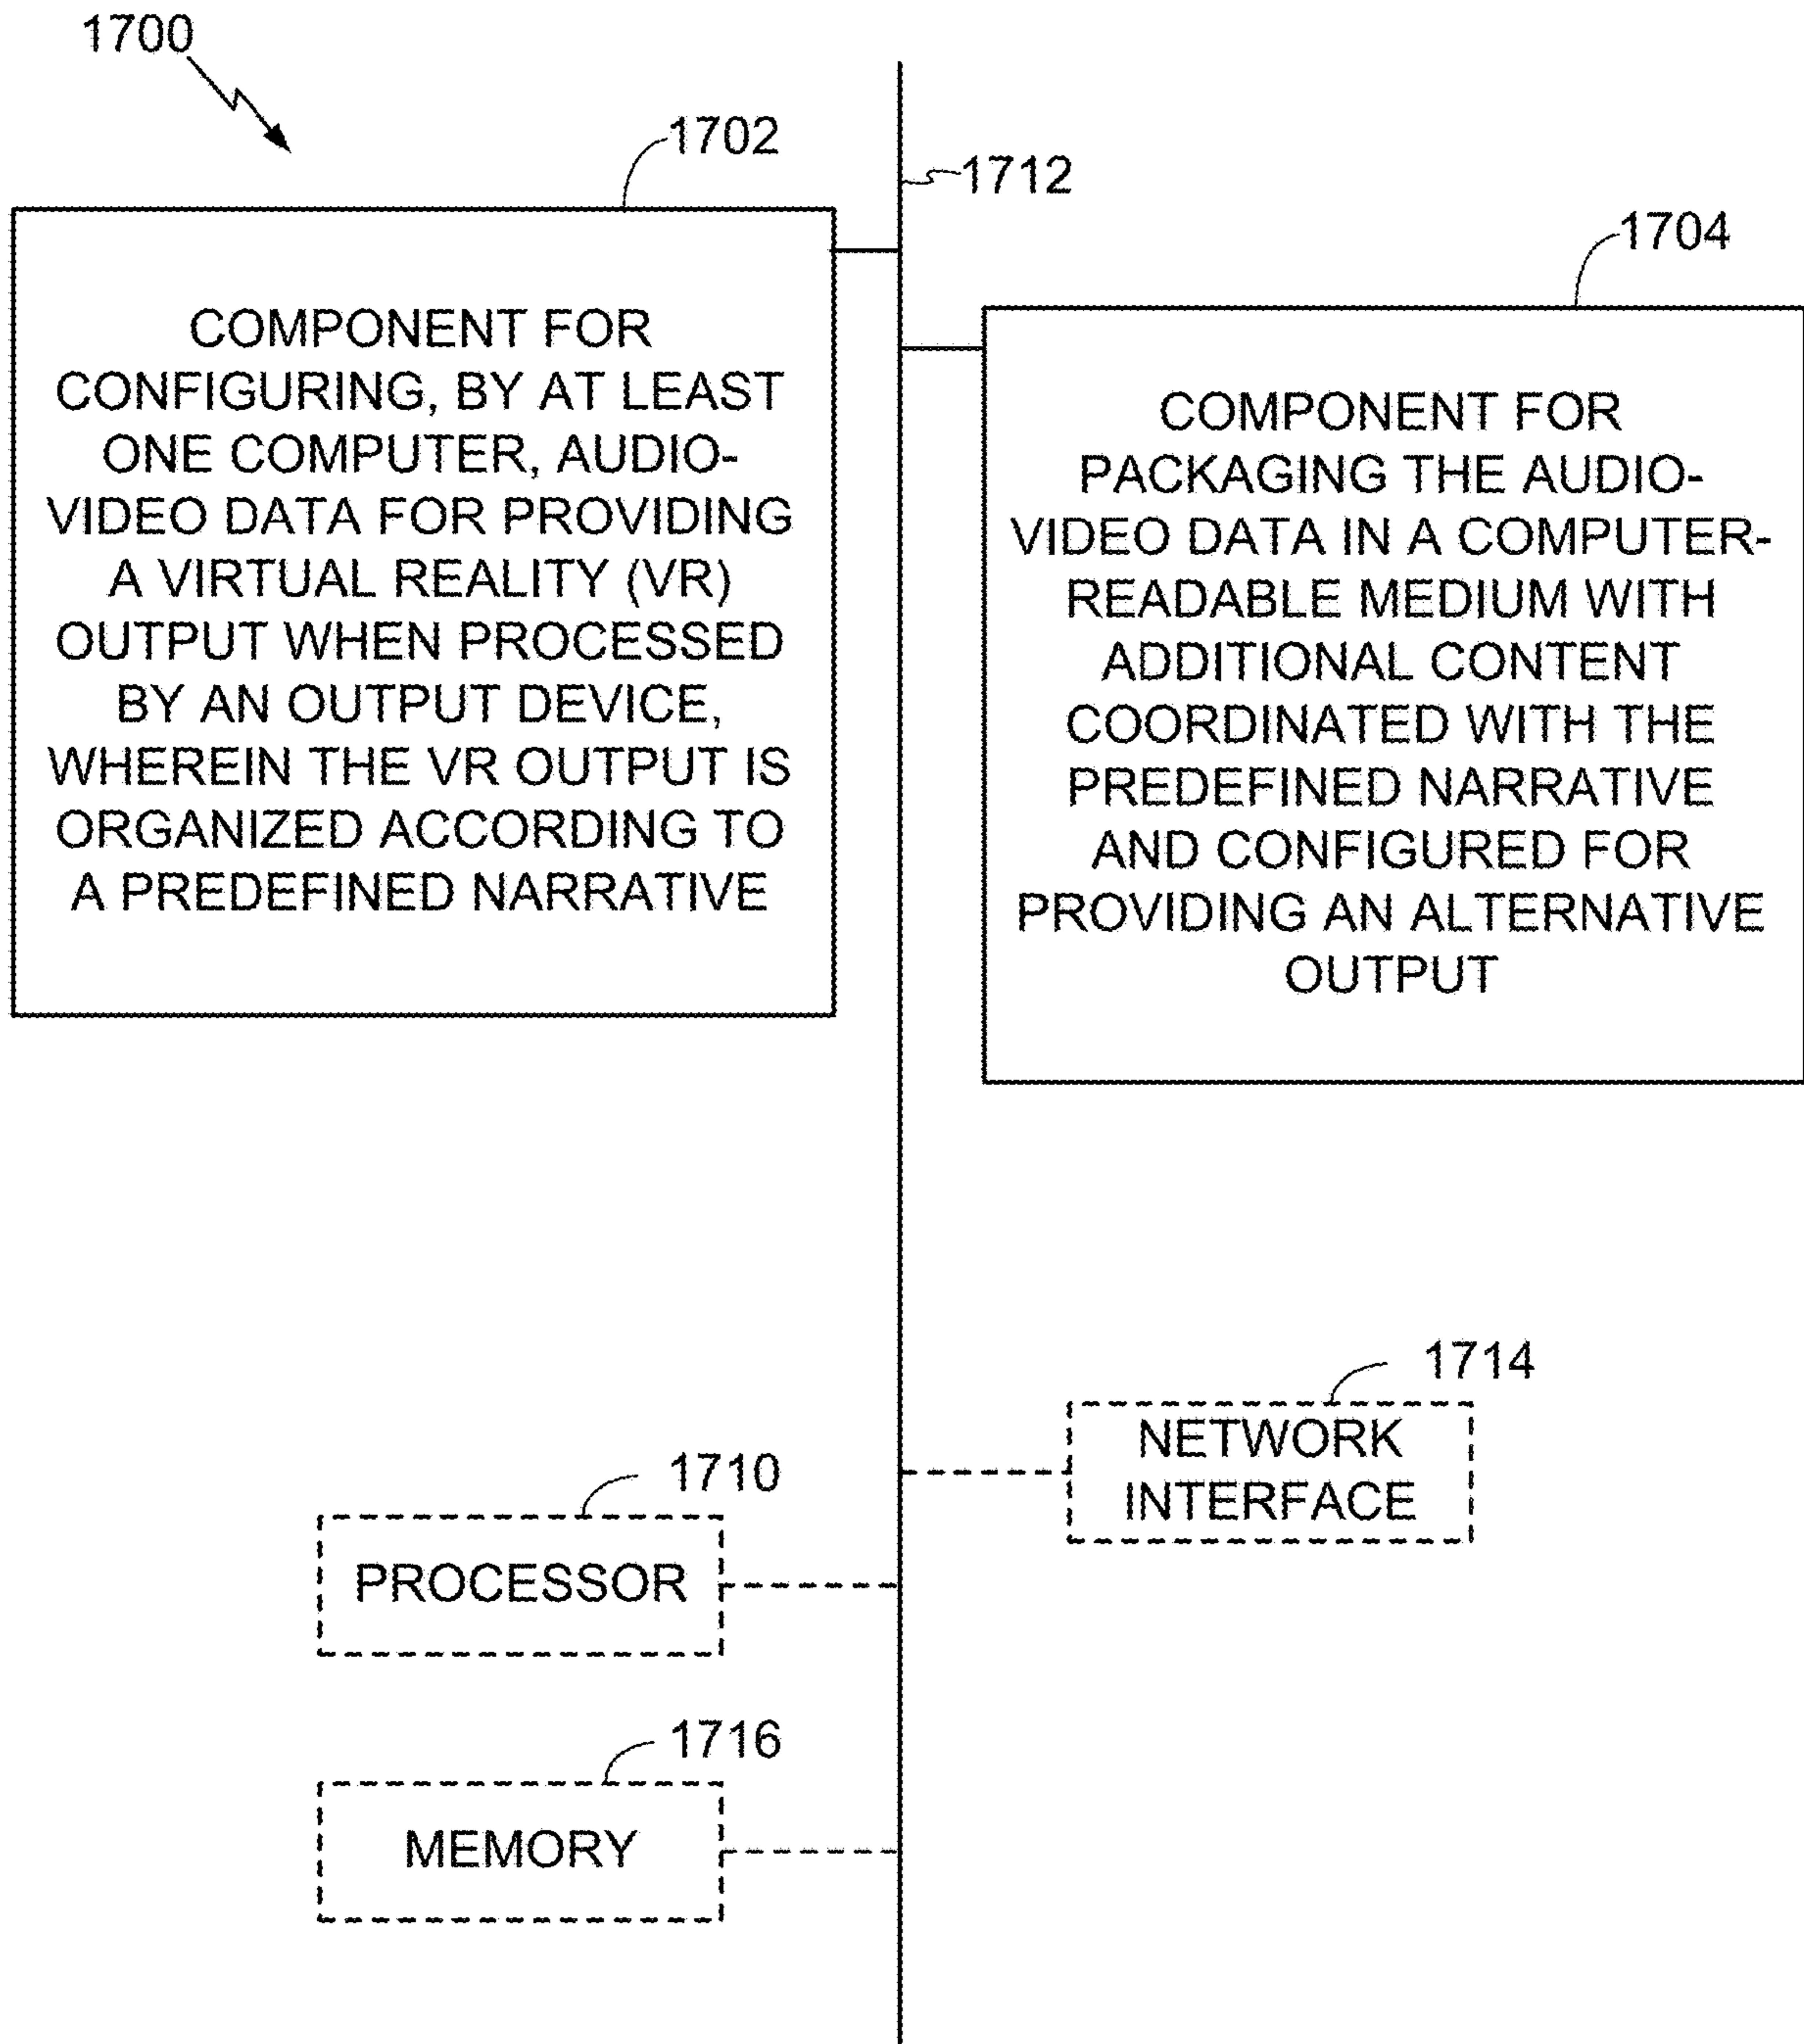 1700
1702
1712
1704
COMPONENT FOR
CONFIGURING, BY AT LEAST
ONE COMPUTER, AUDIO-
VIDEO DATA FOR PROVIDING
A VIRTUAL REALITY (VR)
OUTPUT WHEN PROCESSED
BY AN OUTPUT DEVICE,
WHEREIN THE VR OUTPUT IS
ORGANIZED ACCORDING TO
A PREDEFINED NARRATIVE
COMPONENT FOR
PACKAGING THE AUDIO-
VIDEO DATA IN A COMPUTER-
READABLE MEDIUM WITH
ADDITIONAL CONTENT
COORDINATED WITH THE
PREDEFINED NARRATIVE
AND CONFIGURED FOR
PROVIDING AN ALTERNATIVE
OUTPUT
1714
NETWORK
INTERFACE
1710
PROCESSOR
1716
MEMORY